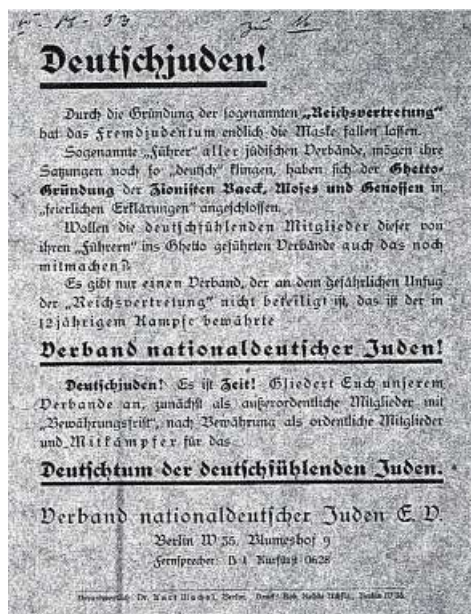 Deutschjuden!
Durch die Gründung der sogenannten „Reichsvertretung“
hat das Fremdjudentum endlich die Maske fallen lassen.
Sogenannte „Führer“ aller jüdischen Verbände, mögen ihre
Satzungen noch so „deutsch“ klingen, haben sich der Ghetto-
Gründung der Zionisten Baeck, Moses und Genossen in
„feierlichen Erklärungen“ angeschlossen.
Wollen die deutschfühlenden Mitglieder dieser von
ihren „Führern“ ins Ghetto geführten Verbände auch das noch
mitmachen?
Es gibt nur einen Verband, der an dem gefährlichen Unfug
der „Reichsvertretung“ nicht beteiligt ist, das ist der in
12jährigem Kampfe bewährte
Verband nationaldeutscher Juden!
Deutschjuden! Es ist Zeit! Gliedert Euch unserem
Verbande an, zunächst als außerordentliche Mitglieder mit
„Bewährungsfrist“, nach Bewährung als ordentliche Mitglieder
und Mitkämpfer für das
Deutschtum der deutschfühlenden Juden.
Verband nationaldeutscher Juden E. V.
Berlin W 35, Blumeshof 9
Fernsprecher: B 1 Kurfürst 0628
Dr. Kurt Berlin. Druck: Berlin W 35.